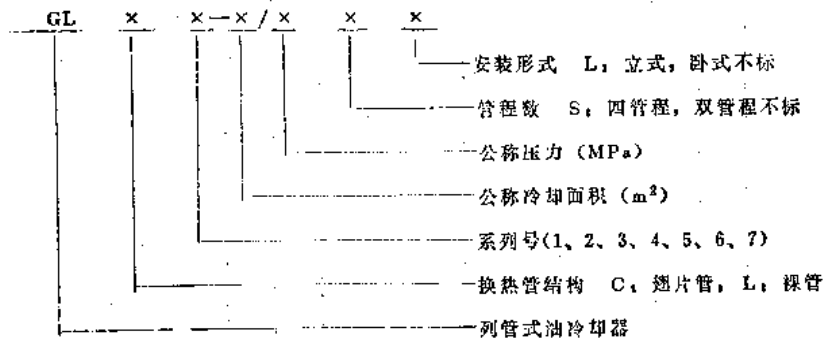 GL × ×-×/× × ×
安装形式 L：立式，卧式不标
管程数 S：四管程，双管程不标
公称压力（MPa）
公称冷却面积（m²）
系列号(1、2、3、4、5、6、7)
换热管结构 C：翅片管，L：裸管
列管式油冷却器